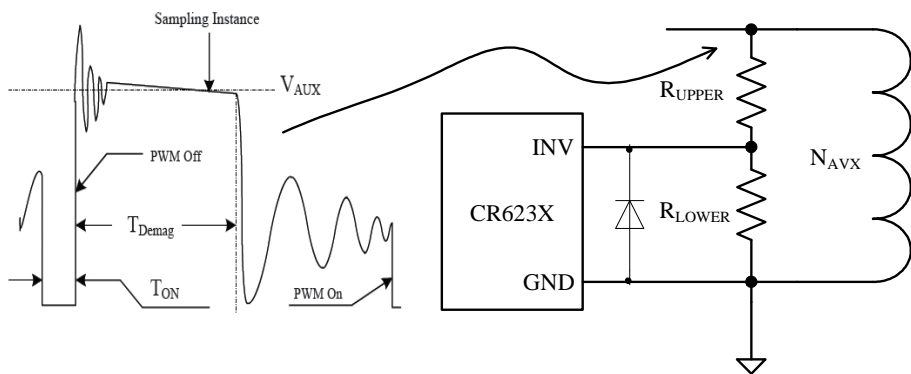 Sampling Instance
V_AUX
PWM Off
T_Demag
T_ON
PWM On
R_UPPER
INV
N_AVX
CR623X
R_LOWER
GND